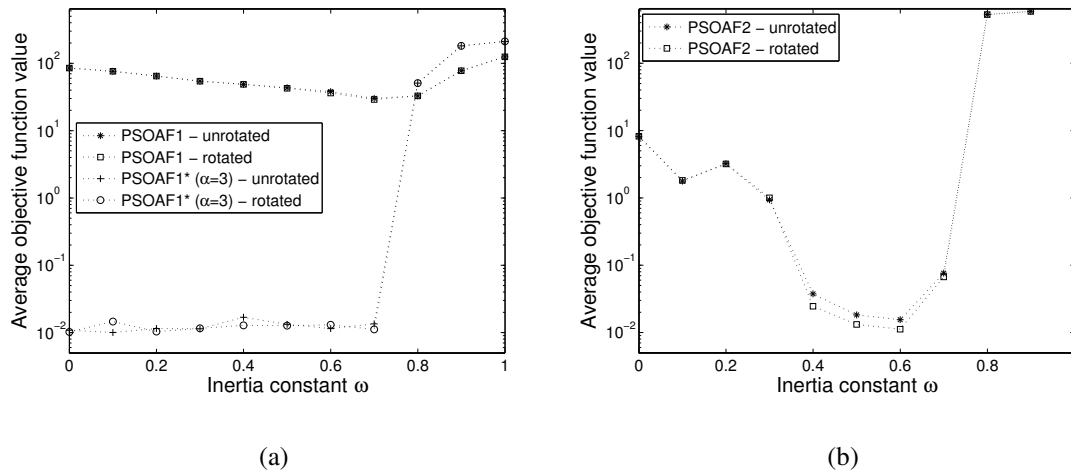 Average objective function value
10^2
10^1
10^0
10^-1
10^-2
PSOAF1 – unrotated
PSOAF1 – rotated
PSOAF1* (α=3) – unrotated
PSOAF1* (α=3) – rotated
0 0.2 0.4 0.6 0.8 1
Inertia constant ω
(a)
Average objective function value
10^2
10^1
10^0
10^-1
10^-2
PSOAF2 – unrotated
PSOAF2 – rotated
0 0.2 0.4 0.6 0.8
Inertia constant ω
(b)